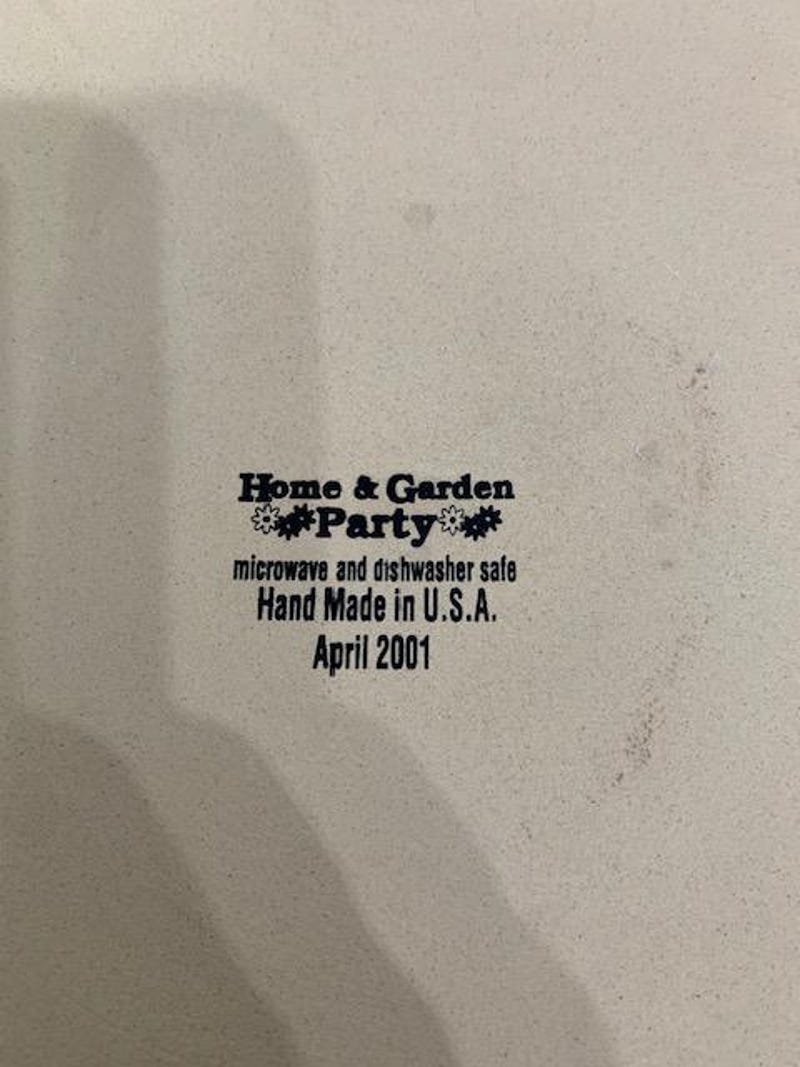 Home & Garden
Party
microwave and dishwasher safe
Hand Made in U.S.A.
April 2001